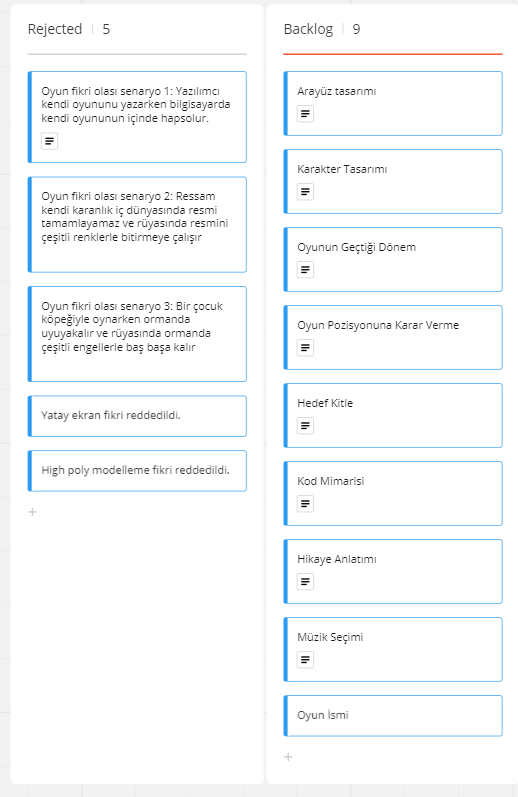 Rejected 5
Oyun fikri olası senaryo 1: Yazılımcı
kendi oyununu yazarken bilgisayarda
kendi oyununun içinde hapsolur.
Oyun fikri olası senaryo 2: Ressam
kendi karanlık iç dünyasında resmi
tamamlayamaz ve rüyasında resmini
çeşitli renklerle bitirmeye çalışır
Oyun fikri olası senaryo 3: Bir çocuk
köpeğiyle oynarken ormanda
uyuyakalır ve rüyasında ormanda
çeşitli engellerle baş başa kalır
Yatay ekran fikri reddedildi.
High poly modelleme fikri reddedildi.
Backlog 9
Arayüz tasarımı
Karakter Tasarımı
Oyunun Geçtiği Dönem
Oyun Pozisyonuna Karar Verme
Hedef Kitle
Kod Mimarisi
Hikaye Anlatımı
Müzik Seçimi
Oyun İsmi